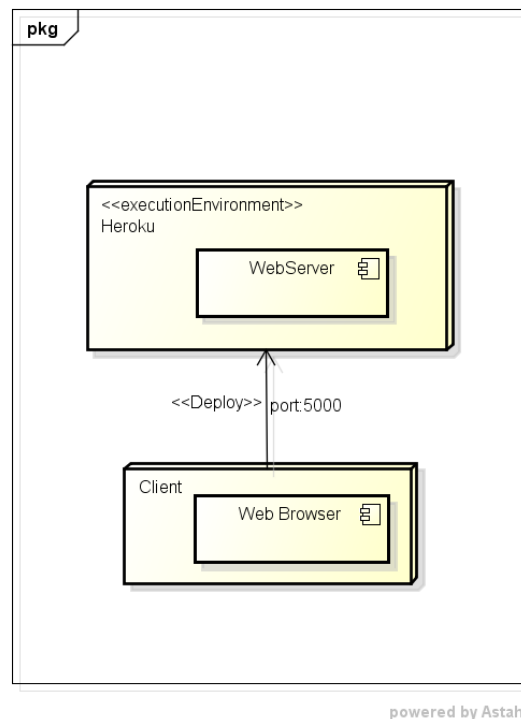 pkg
<<executionEnvironment>>
Heroku
WebServer
<<Deploy>> port:5000
Client
Web Browser
powered by Astah